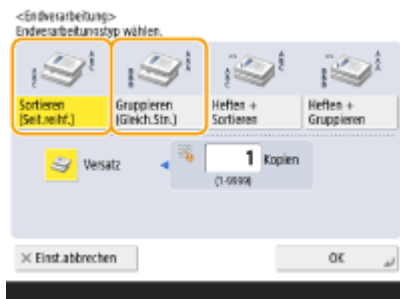 <Endverarbeitung>
Endverarbeitungstyp wählen.
Sortieren
(Seit.reihf.)
Gruppieren
(Gleich.Stn.)
Heften +
Sortieren
Heften +
Gruppieren
Versatz
1 Kopien
(1-9999)
Einst.abbrechen
OK